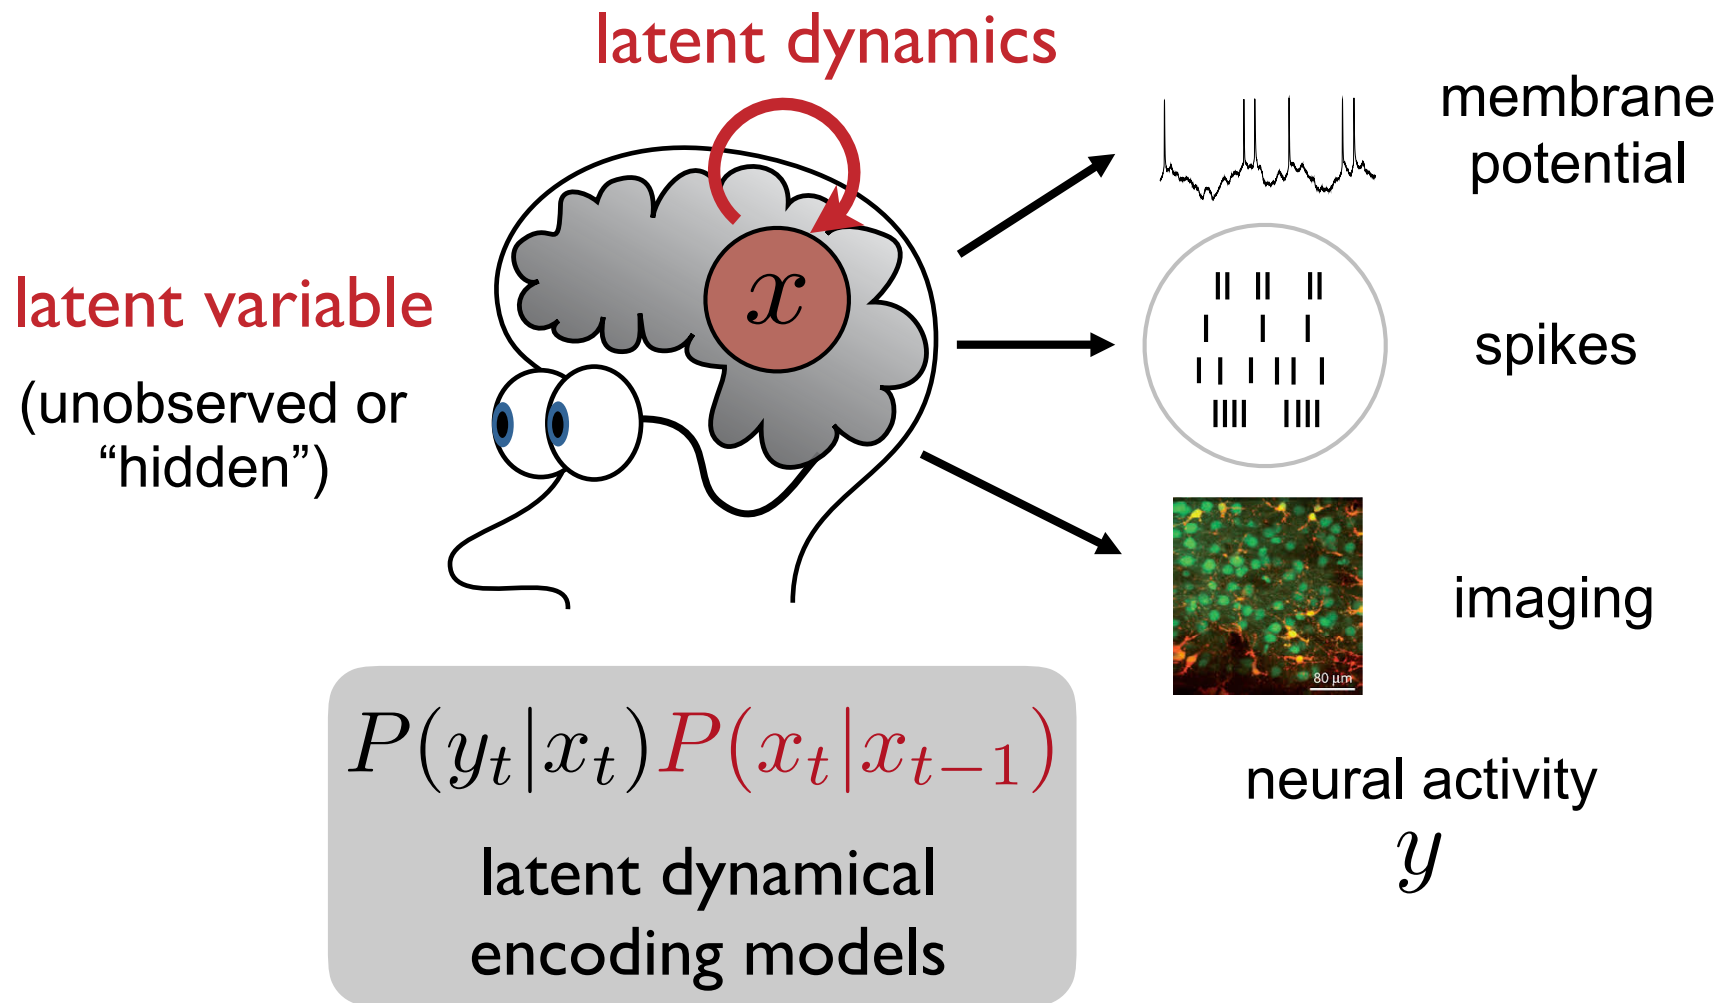 latent dynamics
membrane
potential
latent variable
(unobserved or
“hidden”)
x
spikes
imaging
80 µm
P(y_t|x_t)P(x_t|x_{t−1})
latent dynamical
encoding models
neural activity
y